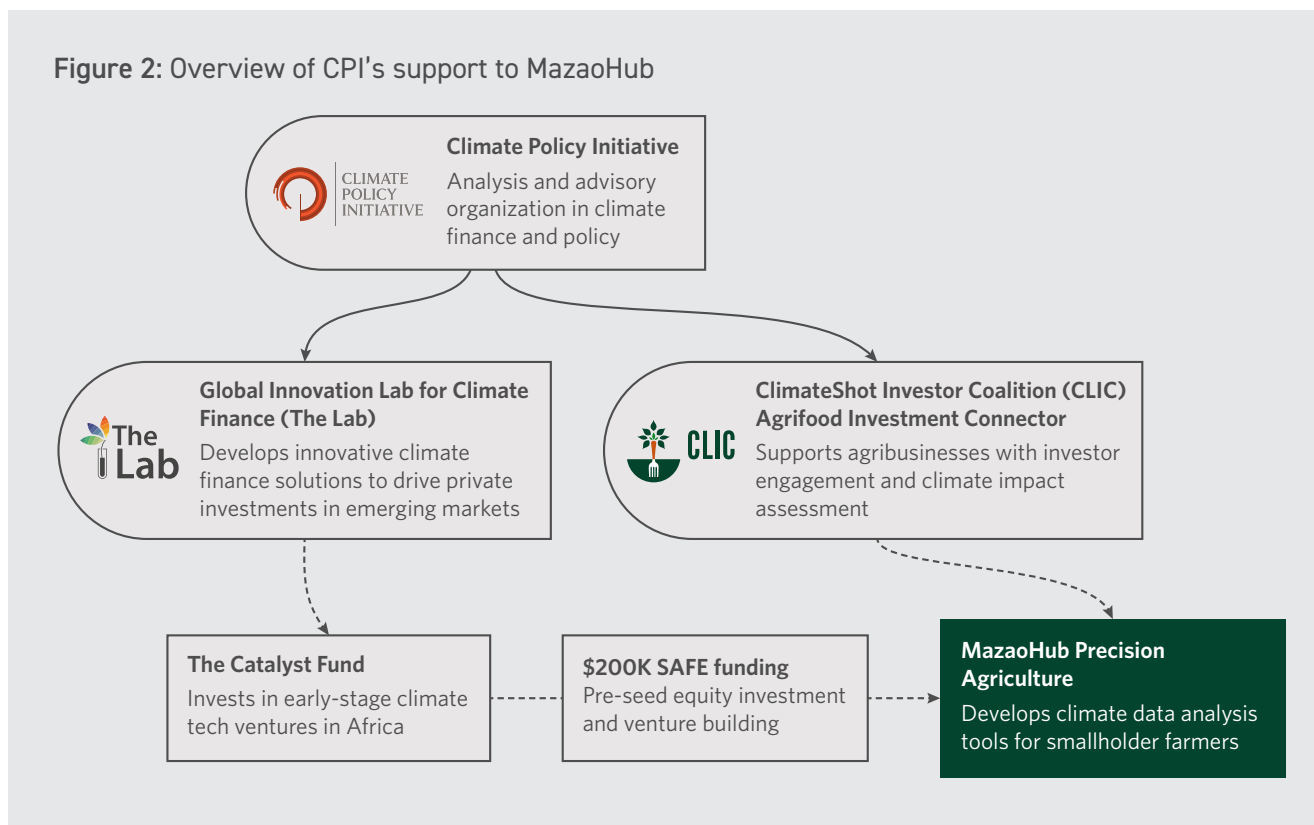 Figure 2: Overview of CPI's support to MazaoHub
CLIMATE
POLICY
INITIATIVE
Climate Policy Initiative
Analysis and advisory
organization in climate
finance and policy
The
Lab
Global Innovation Lab for Climate
Finance (The Lab)
Develops innovative climate
finance solutions to drive private
investments in emerging markets
CLIC
ClimateShot Investor Coalition (CLIC)
Agrifood Investment Connector
Supports agribusinesses with investor
engagement and climate impact
assessment
The Catalyst Fund
Invests in early-stage climate
tech ventures in Africa
$200K SAFE funding
Pre-seed equity investment
and venture building
MazaoHub Precision
Agriculture
Develops climate data analysis
tools for smallholder farmers